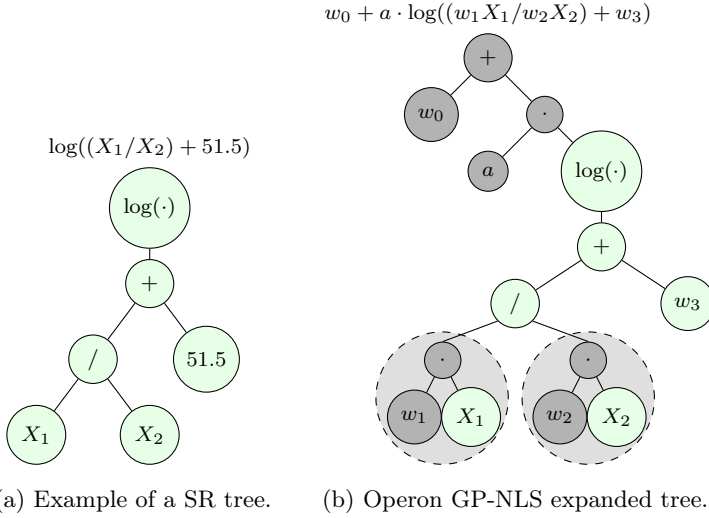 w₀ + a · log((w₁X₁/w₂X₂) + w₃)
+
w₀
·
a
log(·)
+
/
w₃
·
·
w₁
X₁
w₂
X₂
log((X₁/X₂) + 51.5)
log(·)
+
/
51.5
X₁
X₂
a) Example of a SR tree.
(b) Operon GP-NLS expanded tree.